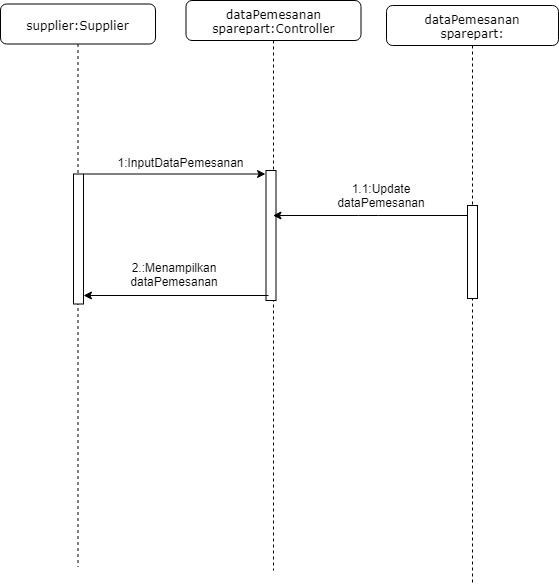 supplier:Supplier
dataPemesanan
sparepart:Controller
dataPemesanan
sparepart:
1:InputDataPemesanan
1.1:Update
dataPemesanan
2.:Menampilkan
dataPemesanan